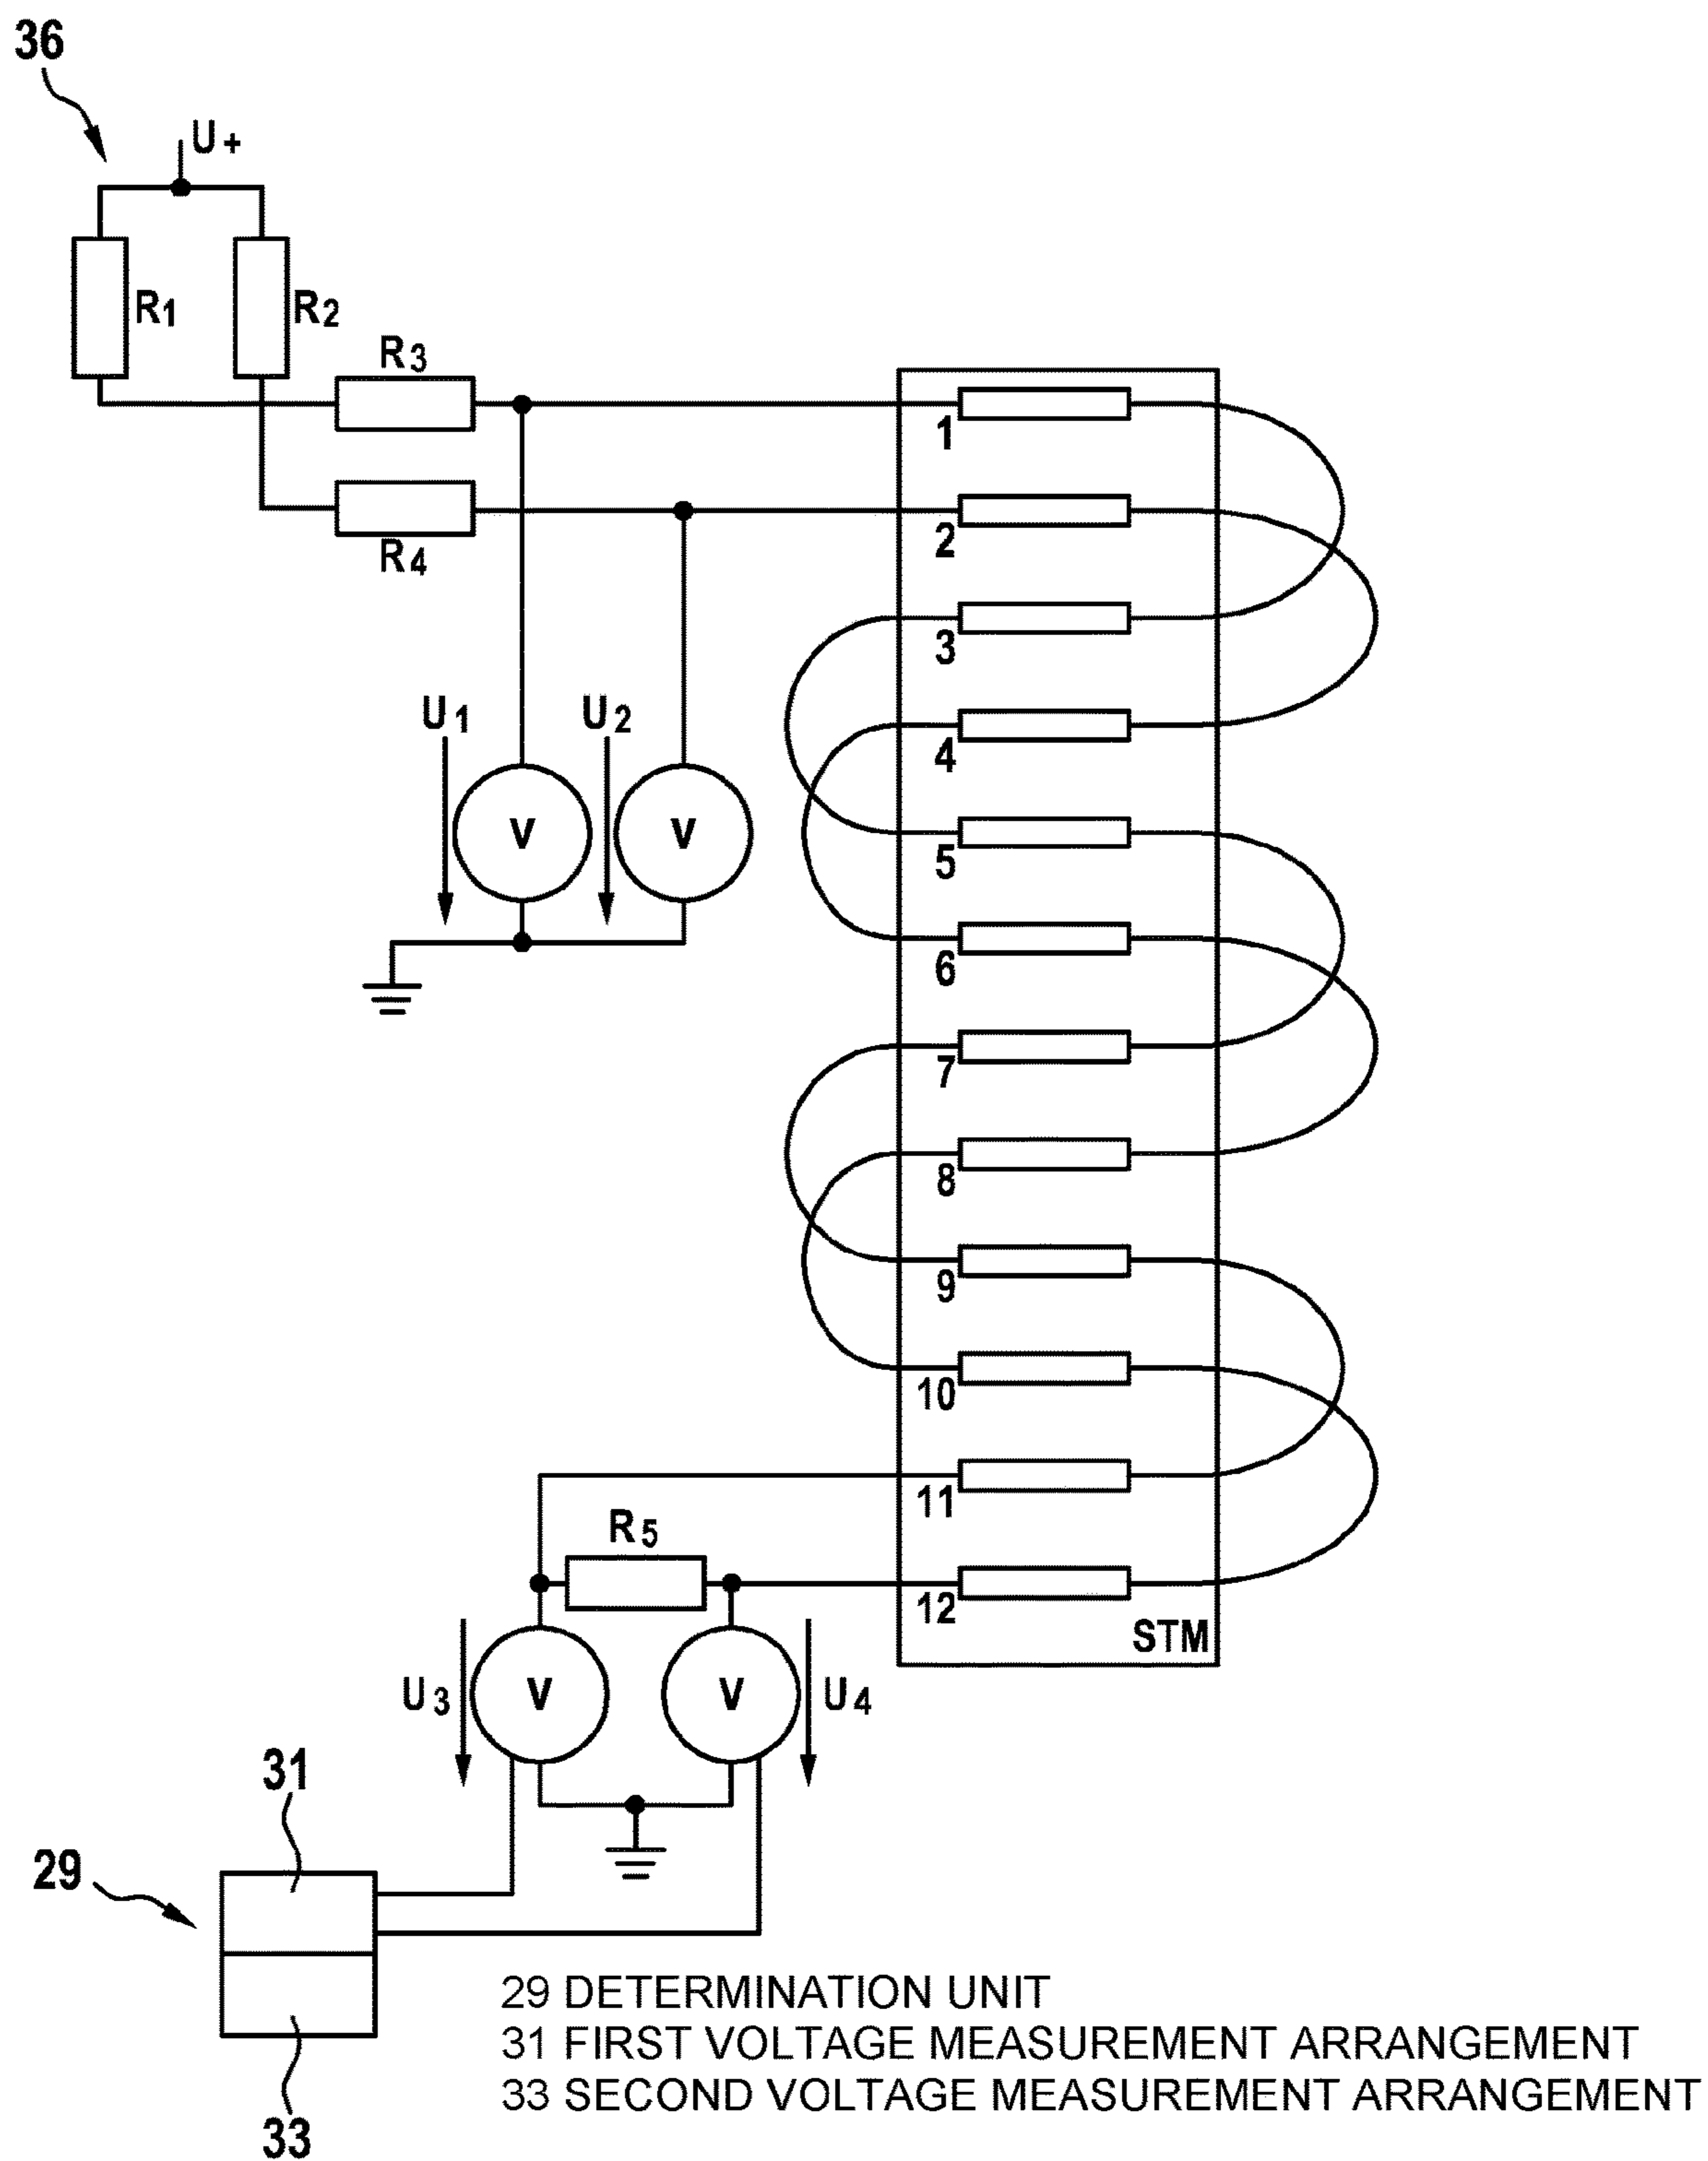 36
U+
R1
R2
R3
R4
1
2
3
4
5
6
7
8
9
10
11
12
STM
U1
U2
V
V
R5
U3
V
V
U4
31
29
33
29 DETERMINATION UNIT
31 FIRST VOLTAGE MEASUREMENT ARRANGEMENT
33 SECOND VOLTAGE MEASUREMENT ARRANGEMENT